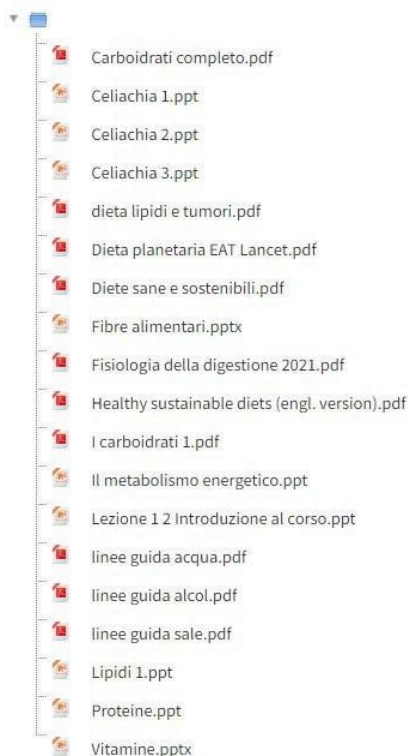 Carboidrati completo.pdf
Celiachia 1.ppt
Celiachia 2.ppt
Celiachia 3.ppt
dieta lipidi e tumori.pdf
Dieta planetaria EAT Lancet.pdf
Diete sane e sostenibili.pdf
Fibre alimentari.pptx
Fisiologia della digestione 2021.pdf
Healthy sustainable diets (engl. version).pdf
I carboidrati 1.pdf
Il metabolismo energetico.ppt
Lezione 1 2 Introduzione al corso.ppt
linee guida acqua.pdf
linee guida alcol.pdf
linee guida sale.pdf
Lipidi 1.ppt
Proteine.ppt
Vitamine.pptx